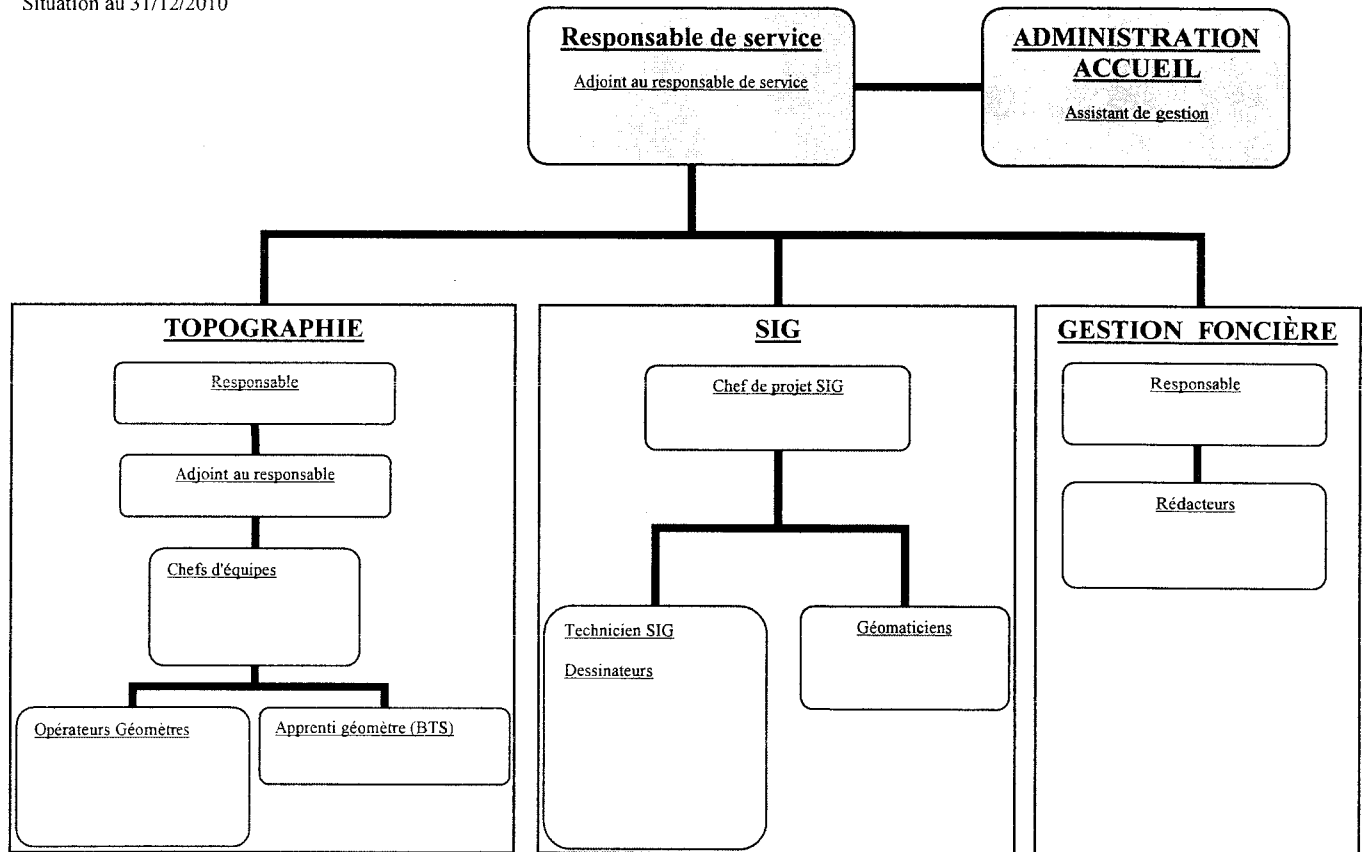 Situation au 31/12/2010
Responsable de service
Adjoint au responsable de service
ADMINISTRATION
ACCUEIL
Assistant de gestion
TOPOGRAPHIE
Responsable
Adjoint au responsable
Chefs d'équipes
Opérateurs Géomètres
Apprenti géomètre (BTS)
SIG
Chef de projet SIG
Technicien SIG
Dessinateurs
Géomaticiens
GESTION FONCIÈRE
Responsable
Rédacteurs